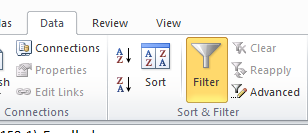 Data Review View
Connections
Properties
Edit Links
Connections
A
Z
Z
A
A Z
Z A
Sort
Filter
Clear
Reapply
Advanced
Sort & Filter